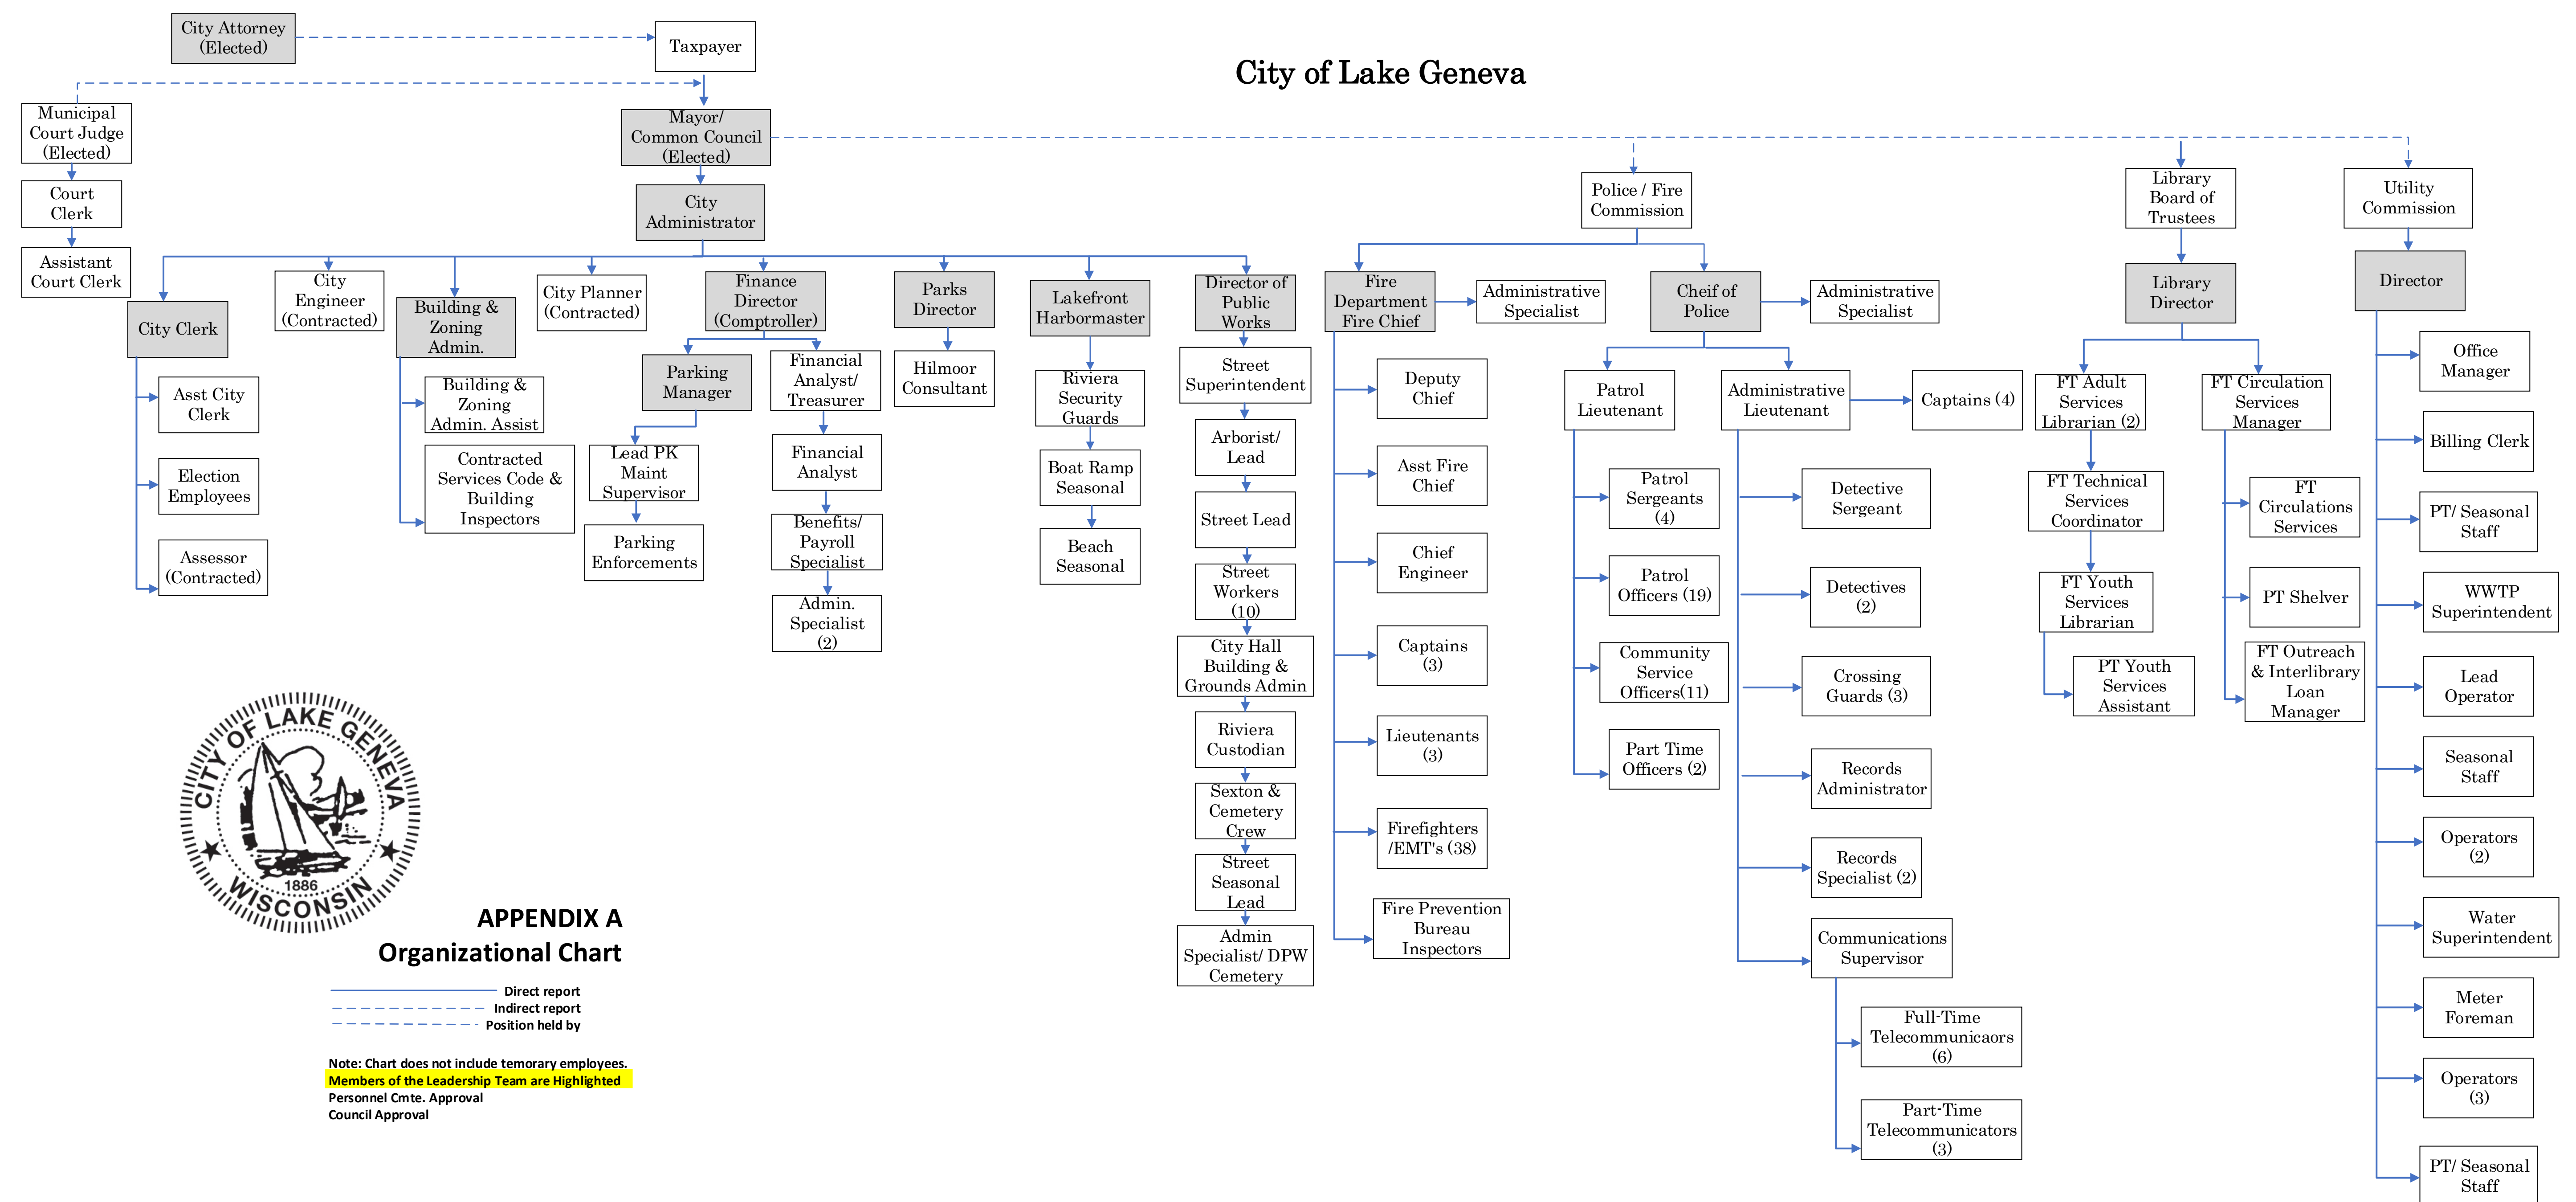 City Attorney
(Elected)
Taxpayer
City of Lake Geneva
Municipal
Court Judge
(Elected)
Mayor/
Common Council
(Elected)
Court
Clerk
City
Administrator
Police / Fire
Commission
Library
Board of
Trustees
Utility
Commission
Assistant
Court Clerk
City Clerk
City
Engineer
(Contracted)
Building &
Zoning
Admin.
City Planner
(Contracted)
Finance
Director
(Comptroller)
Parks
Director
Lakefront
Harbormaster
Director of
Public
Works
Fire
Department
Fire Chief
Administrative
Specialist
Cheif of
Police
Administrative
Specialist
Library
Director
Director
Asst City
Clerk
Election
Employees
Assessor
(Contracted)
Building &
Zoning
Admin. Assist
Contracted
Services Code &
Building
Inspectors
Parking
Manager
Lead PK
Maint
Supervisor
Parking
Enforcements
Financial
Analyst/
Treasurer
Financial
Analyst
Benefits/
Payroll
Specialist
Admin.
Specialist
(2)
Hilmoor
Consultant
Riviera
Security
Guards
Boat Ramp
Seasonal
Beach
Seasonal
Street
Superintendent
Arborist/
Lead
Street Lead
Street
Workers
(10)
City Hall
Building &
Grounds Admin
Riviera
Custodian
Sexton &
Cemetery
Crew
Street
Seasonal
Lead
Admin
Specialist/ DPW
Cemetery
Deputy
Chief
Asst Fire
Chief
Chief
Engineer
Captains
(3)
Lieutenants
(3)
Firefighters
/EMT's (38)
Fire Prevention
Bureau
Inspectors
Patrol
Lieutenant
Patrol
Sergeants
(4)
Patrol
Officers (19)
Community
Service
Officers(11)
Part Time
Officers (2)
Administrative
Lieutenant
Captains (4)
Detective
Sergeant
Detectives
(2)
Crossing
Guards (3)
Records
Administrator
Records
Specialist (2)
Communications
Supervisor
Full-Time
Telecommunicaors
(6)
Part-Time
Telecommunicators
(3)
FT Adult
Services
Librarian (2)
FT Technical
Services
Coordinator
FT Youth
Services
Librarian
PT Youth
Services
Assistant
FT Circulation
Services
Manager
FT
Circulations
Services
PT Shelver
FT Outreach
& Interlibrary
Loan
Manager
Office
Manager
Billing Clerk
PT/ Seasonal
Staff
WWTP
Superintendent
Lead
Operator
Seasonal
Staff
Operators
(2)
Water
Superintendent
Meter
Foreman
Operators
(3)
PT/ Seasonal
Staff
CITY OF LAKE GENEVA
1886
WISCONSIN
APPENDIX A
Organizational Chart
Direct report
Indirect report
Position held by
Note: Chart does not include temorary employees.
Members of the Leadership Team are Highlighted
Personnel Cmte. Approval
Council Approval